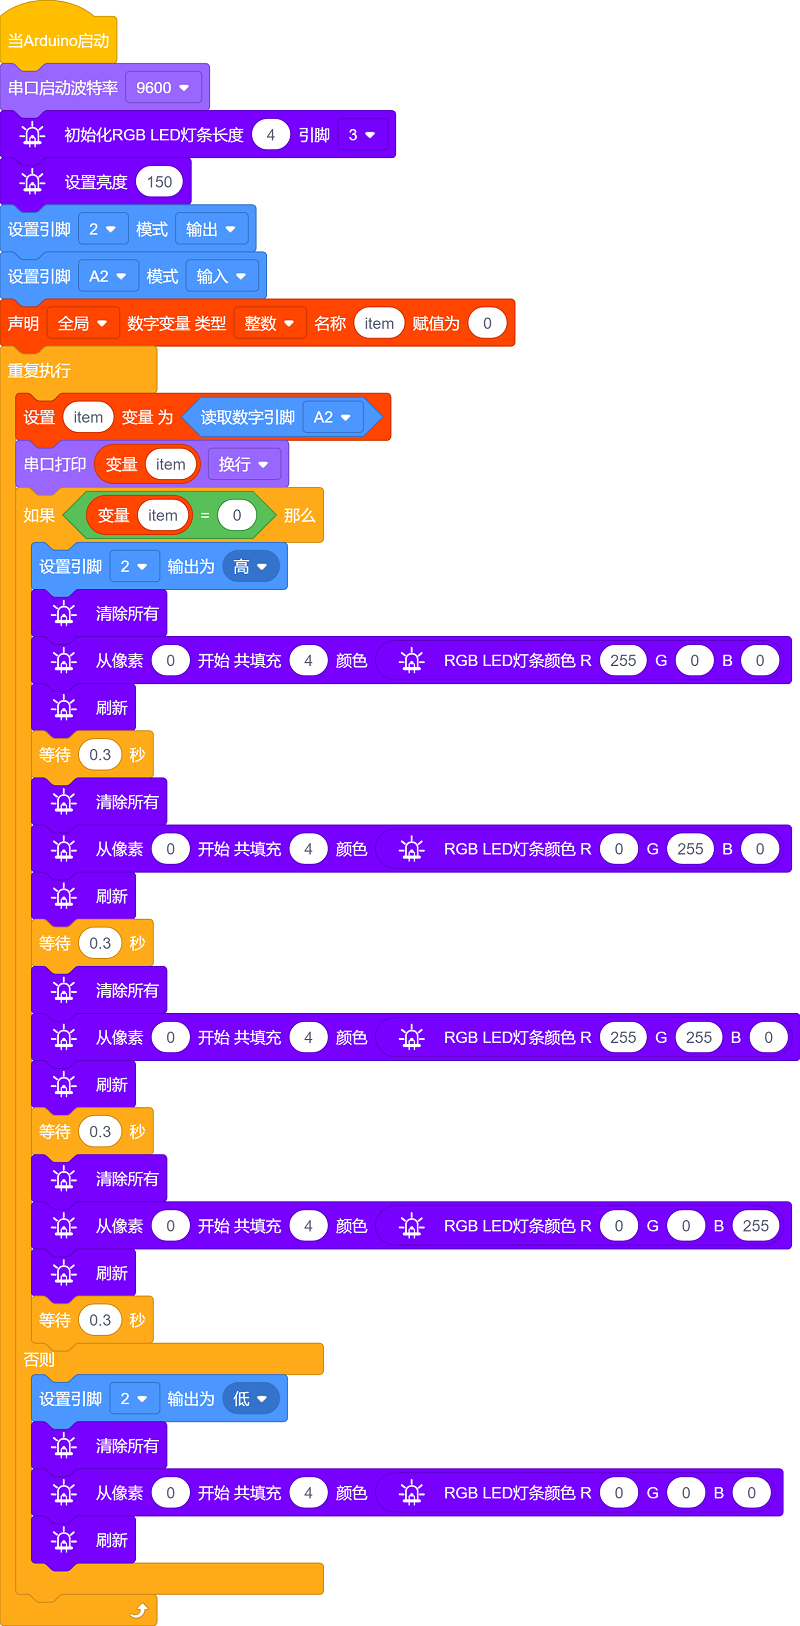 当Arduino启动
串口启动波特率 9600
初始化RGB LED灯条长度 4 引脚 3
设置亮度 150
设置引脚 2 模式 输出
设置引脚 A2 模式 输入
声明 全局 数字变量 类型 整数 名称 item 赋值为 0
重复执行
设置 item 变量 为 读取数字引脚 A2
串口打印 变量 item 换行
如果 变量 item = 0 那么
设置引脚 2 输出为 高
清除所有
从像素 0 开始 共填充 4 颜色 RGB LED灯条颜色 R 255 G 0 B 0
刷新
等待 0.3 秒
清除所有
从像素 0 开始 共填充 4 颜色 RGB LED灯条颜色 R 0 G 255 B 0
刷新
等待 0.3 秒
清除所有
从像素 0 开始 共填充 4 颜色 RGB LED灯条颜色 R 255 G 255 B 0
刷新
等待 0.3 秒
清除所有
从像素 0 开始 共填充 4 颜色 RGB LED灯条颜色 R 0 G 0 B 255
刷新
等待 0.3 秒
否则
设置引脚 2 输出为 低
清除所有
从像素 0 开始 共填充 4 颜色 RGB LED灯条颜色 R 0 G 0 B 0
刷新